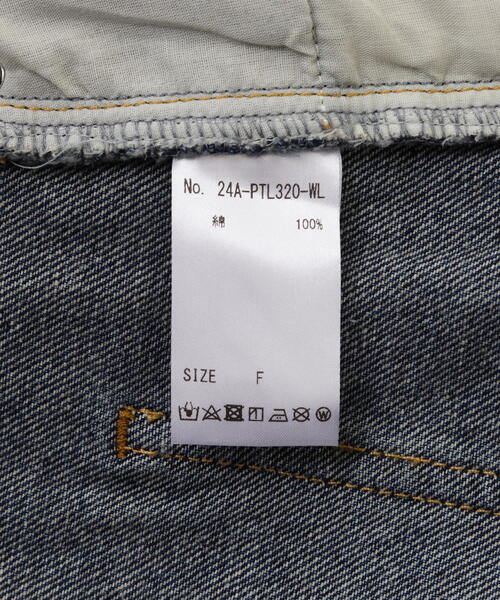 No. 24A-PTL320-WL
綿 100%
SIZE F
W